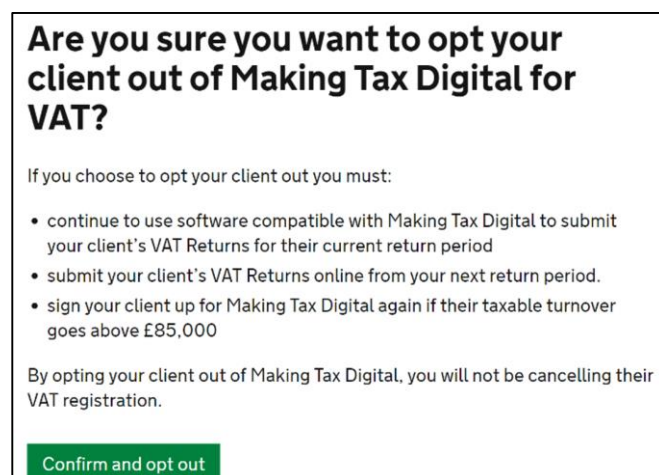 Are you sure you want to opt your
client out of Making Tax Digital for
VAT?
If you choose to opt your client out you must:
• continue to use software compatible with Making Tax Digital to submit
your client's VAT Returns for their current return period
• submit your client's VAT Returns online from your next return period.
• sign your client up for Making Tax Digital again if their taxable turnover
goes above £85,000
By opting your client out of Making Tax Digital, you will not be cancelling their
VAT registration.
Confirm and opt out